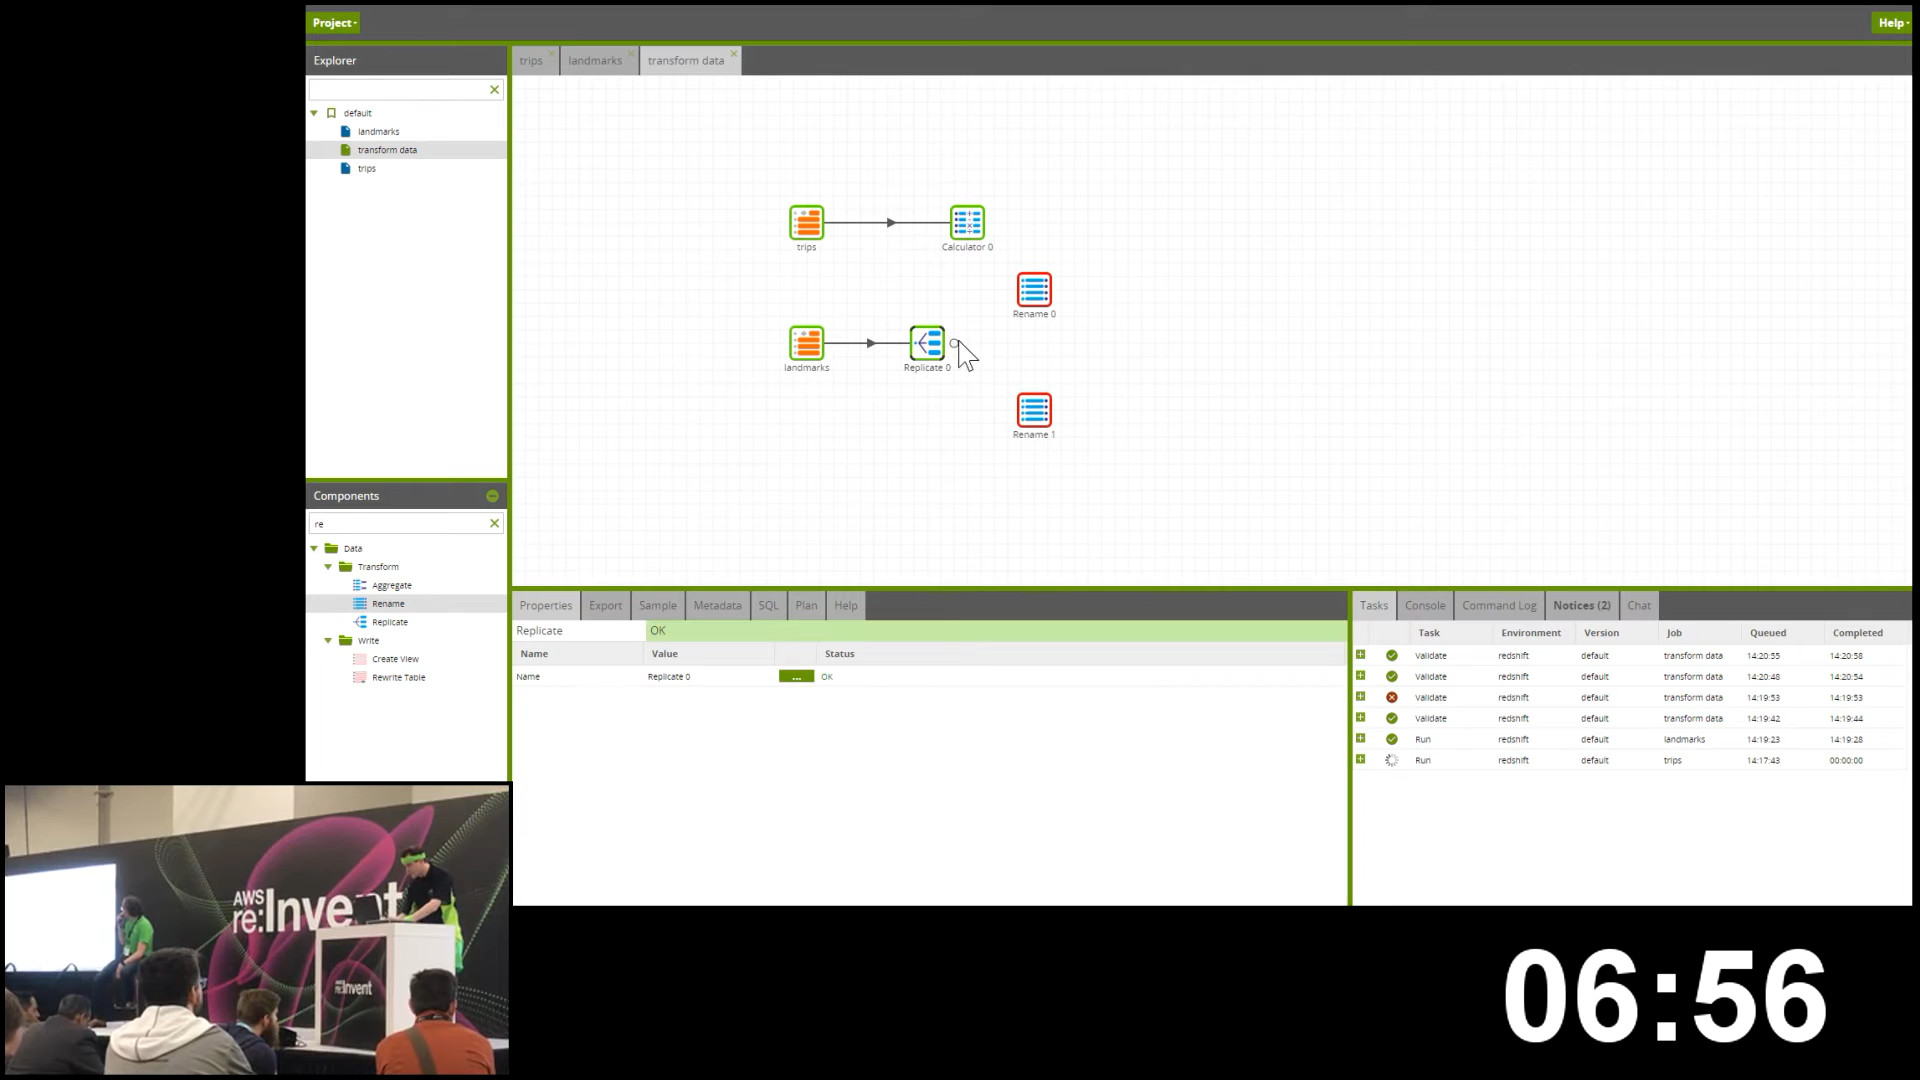 Project
Help
Explorer
trips
landmarks
transform data
default
landmarks
transform data
trips
trips
Calculator 0
Rename 0
landmarks
Replicate 0
Rename 1
Components
re
Data
Transform
Aggregate
Rename
Replicate
Write
Create View
Rewrite Table
Properties
Export
Sample
Metadata
SQL
Plan
Help
Replicate
OK
Name
Value
Status
Name
Replicate 0
...
OK
Tasks
Console
Command Log
Notices (2)
Chat
Task Environment Version Job Queued Completed
Validate redshift default transform data 14:20:55 14:20:58
Validate redshift default transform data 14:20:48 14:20:54
Validate redshift default transform data 14:19:53 14:19:53
Validate redshift default transform data 14:19:42 14:19:44
Run redshift default landmarks 14:19:23 14:19:28
Run redshift default trips 14:17:43 00:00:00
AWS
re:Invent
re:Invent
06:56